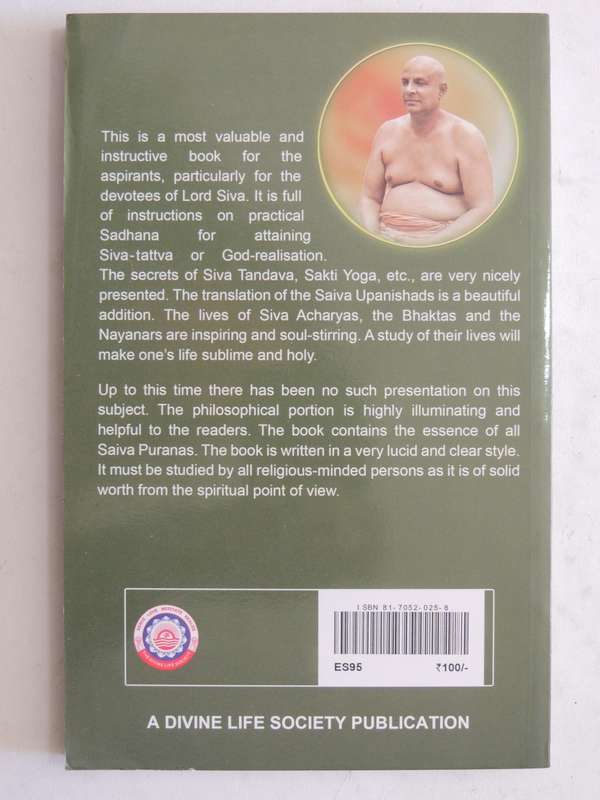 This is a most valuable and
instructive book for the
aspirants, particularly for the
devotees of Lord Siva. It is full
of instructions on practical
Sadhana for attaining
Siva-tattva or God-realisation.
The secrets of Siva Tandava, Sakti Yoga, etc., are very nicely
presented. The translation of the Saiva Upanishads is a beautiful
addition. The lives of Siva Acharyas, the Bhaktas and the
Nayanars are inspiring and soul-stirring. A study of their lives will
make one's life sublime and holy.
Up to this time there has been no such presentation on this
subject. The philosophical portion is highly illuminating and
helpful to the readers. The book contains the essence of all
Saiva Puranas. The book is written in a very lucid and clear style.
It must be studied by all religious-minded persons as it is of solid
worth from the spiritual point of view.
ISBN 81-7052-025-8
ES95 ₹100/-
A DIVINE LIFE SOCIETY PUBLICATION